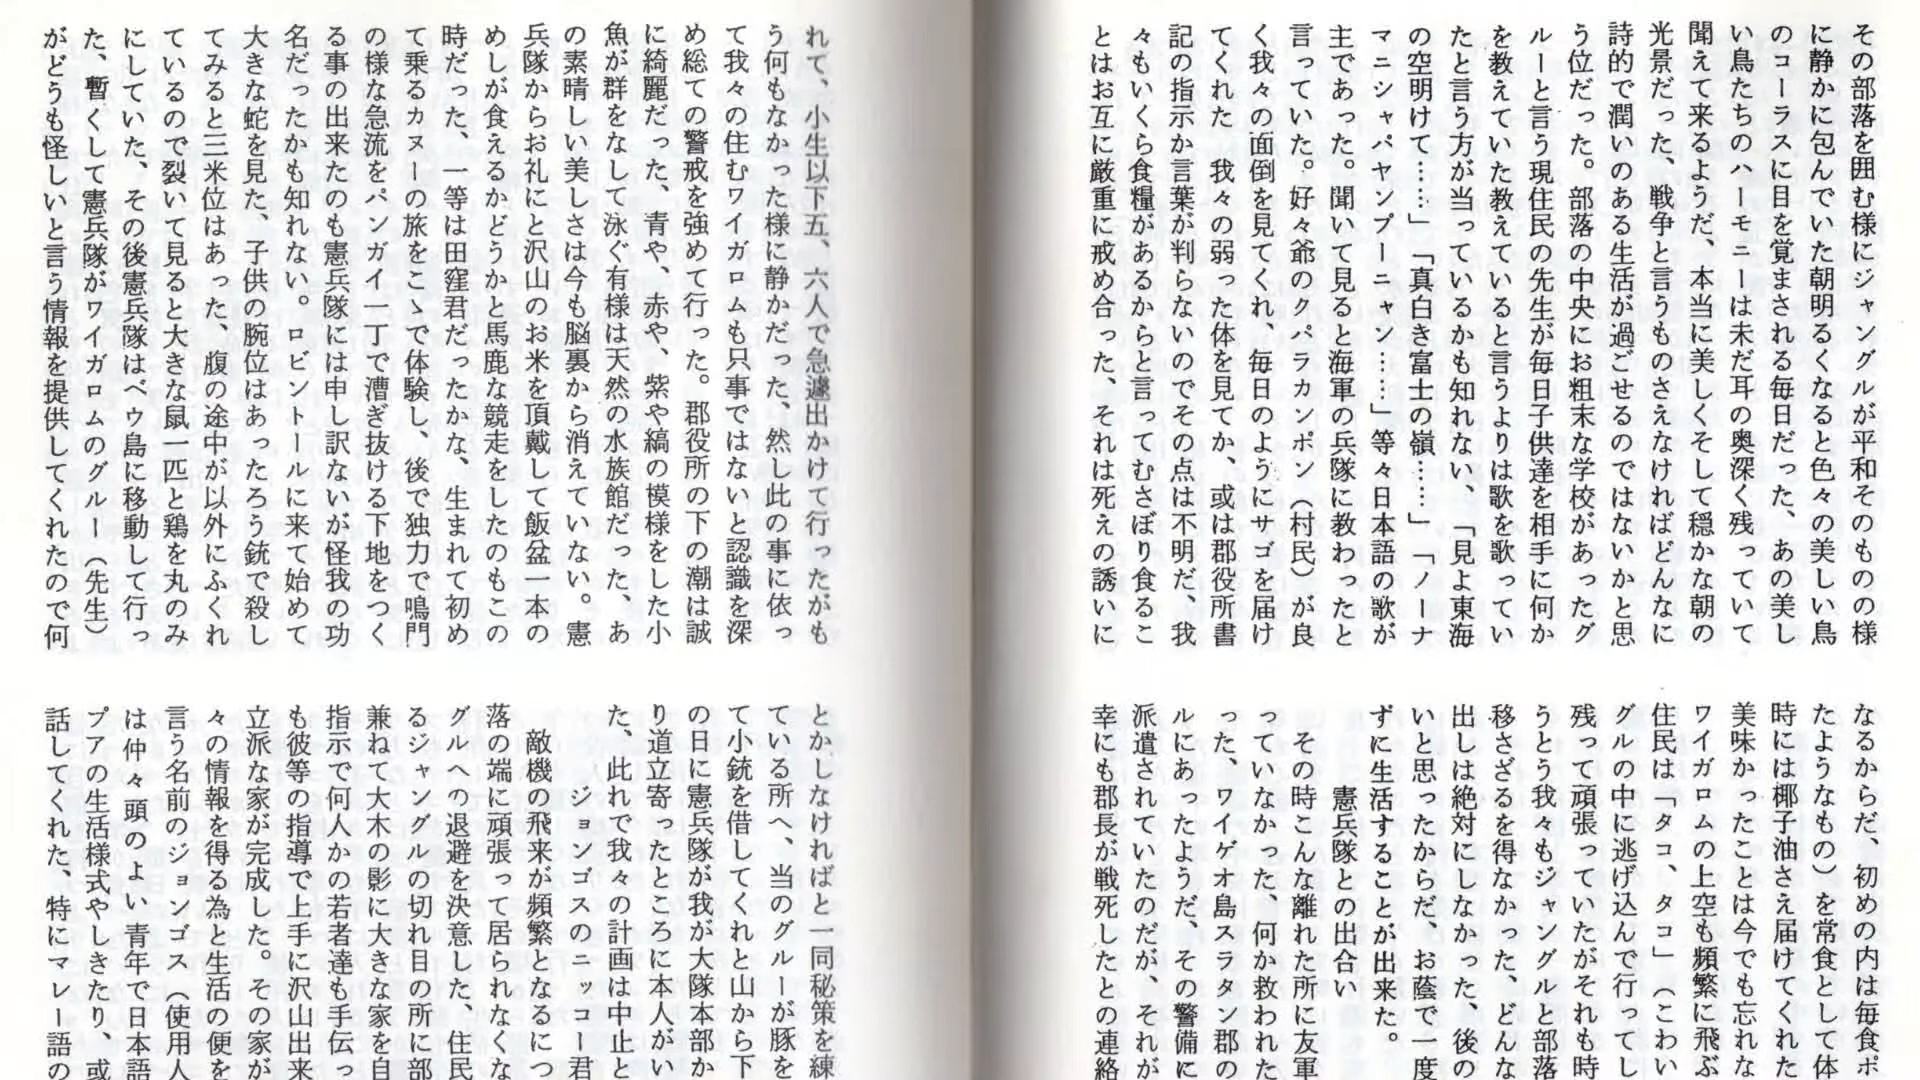 その部落を囲む様にジャングルが平和そのものの様
に静かに包んでいた朝明るくなると色々の美しい鳥
のコーラスに目を覚まされる毎日だった、あの美し
い鳥たちのハーモニーは未だ耳の奥深く残っていて
聞えて来るようだ、本当に美しくそして穏かな朝の
光景だった、戦争と言うものさえなければどんなに
詩的で潤いのある生活が過ごせるのではないかと思
う位だった。部落の中央にお粗末な学校があったグ
ルーと言う現住民の先生が毎日子供達を相手に何か
を教えていた教えていると言うよりは歌を歌ってい
たと言う方が当っているかも知れない、「見よ東海
の空明けて……」「真白き富士の嶺……」「ノーナ
マニシャパヤンプーニャン……」等々日本語の歌が
主であった。聞いて見ると海軍の兵隊に教わったと
言っていた。好々爺のクパラカンポン（村民）が良
く我々の面倒を見てくれ、毎日のようにサゴを届け
てくれた　我々の弱った体を見てか、或は郡役所書
記の指示か言葉が判らないのでその点は不明だ、我
々もいくら食糧があるからと言ってむさぼり食るこ
とはお互に厳重に戒め合った、それは死えの誘いに
なるからだ、初めの内は毎食ポ
たようなもの）を常食として体
時には椰子油さえ届けてくれた
美味かったことは今でも忘れな
ワイガロムの上空も頻繁に飛ぶ
住民は「タコ、タコ」（こわい
グルの中に逃げ込んで行ってし
残って頑張っていたがそれも時
うとう我々もジャングルと部落
移さざるを得なかった、どんな
出しは絶対にしなかった、後の
いと思ったからだ、お蔭で一度
ずに生活することが出来た。
憲兵隊との出合い
その時こんな離れた所に友軍
っていなかった、何か救われた
った、ワイゲオ島スラタン郡の
ルにあったようだ、その警備に
派遣されていたのだが、それが
幸にも郡長が戦死したとの連絡
れて、小生以下五、六人で急遽出かけて行ったがも
う何もなかった様に静かだった、然し此の事に依っ
て我々の住むワイガロムも只事ではないと認識を深
め総ての警戒を強めて行った。郡役所の下の潮は誠
に綺麗だった、青や、赤や、紫や縞の模様をした小
魚が群をなして泳ぐ有様は天然の水族館だった、あ
の素晴しい美しさは今も脳裏から消えていない。憲
兵隊からお礼にと沢山のお米を頂戴して飯盆一本の
めしが食えるかどうかと馬鹿な競走をしたのもこの
時だった、一等は田窪君だったかな、生まれて初め
て乗るカヌーの旅をこゝで体験し、後で独力で鳴門
の様な急流をパンガイ一丁で漕ぎ抜ける下地をつく
る事の出来たのも憲兵隊には申し訳ないが怪我の功
名だったかも知れない。ロビントールに来て始めて
大きな蛇を見た、子供の腕位はあったろう銃で殺し
てみると三米位はあった、腹の途中が以外にふくれ
ているので裂いて見ると大きな鼠一匹と鶏を丸のみ
にしていた、その後憲兵隊はペウ島に移動して行っ
た、暫くして憲兵隊がワイガロムのグルー（先生）
がどうも怪しいと言う情報を提供してくれたので何
とかしなければと一同秘策を練
ている所へ、当のグルーが豚を
て小銃を借してくれと山から下
の日に憲兵隊が我が大隊本部か
り道立寄ったところに本人がい
た、此れで我々の計画は中止と
ジョンゴスのニッコー君
敵機の飛来が頻繁となるにつ
落の端に頑張って居られなくな
グルへの退避を決意した、住民
るジャングルの切れ目の所に部
兼ねて大木の影に大きな家を自
指示で何人かの若者達も手伝っ
も彼等の指導で上手に沢山出来
立派な家が完成した。その家が
々の情報を得る為と生活の便を
言う名前のジョンゴス（使用人
は仲々頭のよい青年で日本語
プアの生活様式やしきたり、或
話してくれた、特にマレー語の